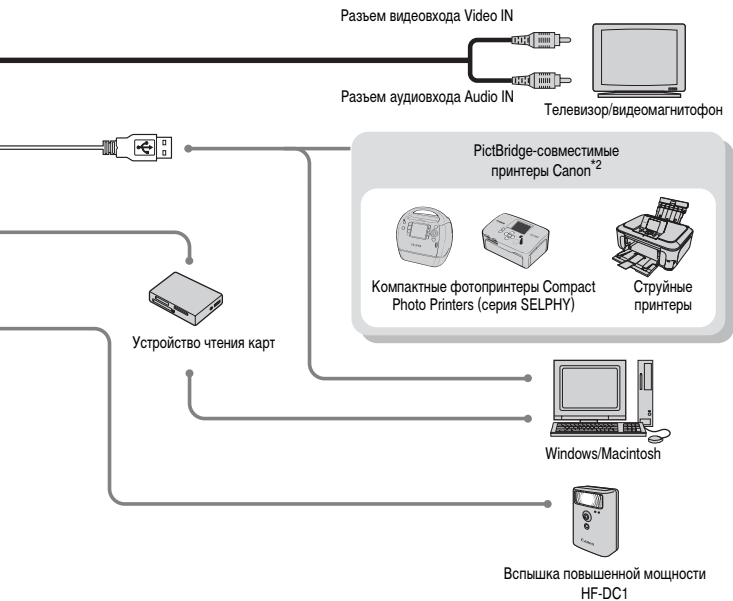 Разъем видеовхода Video IN
Разъем аудиовхода Audio IN
Телевизор/видеомагнитофон
PictBridge-совместимые
принтеры Canon*2
Компактные фотопринтеры Compact
Photo Printers (серия SELPHY)
Струйные
принтеры
Устройство чтения карт
Windows/Macintosh
Canon
Вспышка повышенной мощности
HF-DC1